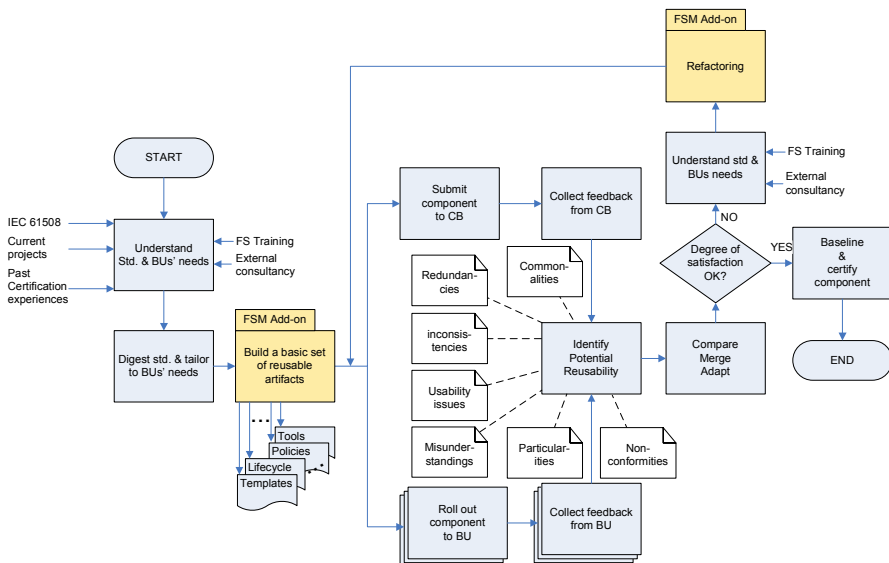 START
IEC 61508
Current
projects
Past
Certification
experiences
Understand
Std. & BUs' needs
FS Training
External
consultancy
Digest std. & tailor
to BUs' needs
FSM Add-on
Build a basic set
of reusable
artifacts
...
Tools
Policies
Lifecycle
Templates
...
Submit
component
to CB
Collect feedback
from CB
Redundan-
cies
Common-
alities
inconsis-
tencies
Usability
issues
Misunder-
standings
Particular-
ities
Non-
conformities
Identify
Potential
Reusability
Roll out
component
to BU
Collect feedback
from BU
Compare
Merge
Adapt
Degree of
satisfaction
OK?
NO
YES
Understand std &
BUs needs
FS Training
External
consultancy
FSM Add-on
Refactoring
Baseline
&
certify
component
END